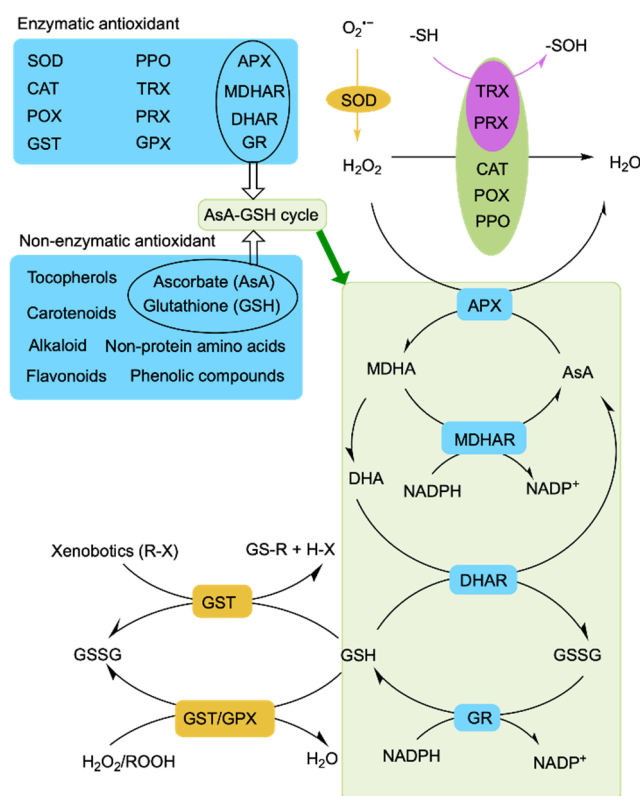 Enzymatic antioxidant
SOD PPO APX
CAT TRX MDHAR
POX PRX DHAR
GST GPX GR
AsA-GSH cycle
Non-enzymatic antioxidant
Tocopherols Ascorbate (AsA)
Carotenoids Glutathione (GSH)
Alkaloid Non-protein amino acids
Flavonoids Phenolic compounds
O₂•−
SOD
H₂O₂
-SH
-SOH
TRX
PRX
CAT
POX
PPO
H₂O
APX
MDHA
AsA
MDHAR
DHA
NADPH
NADP⁺
DHAR
Xenobotics (R-X)
GS-R + H-X
GST
GSSG
GSH
GSSG
GST/GPX
GR
H₂O₂/ROOH
H₂O
NADPH
NADP⁺